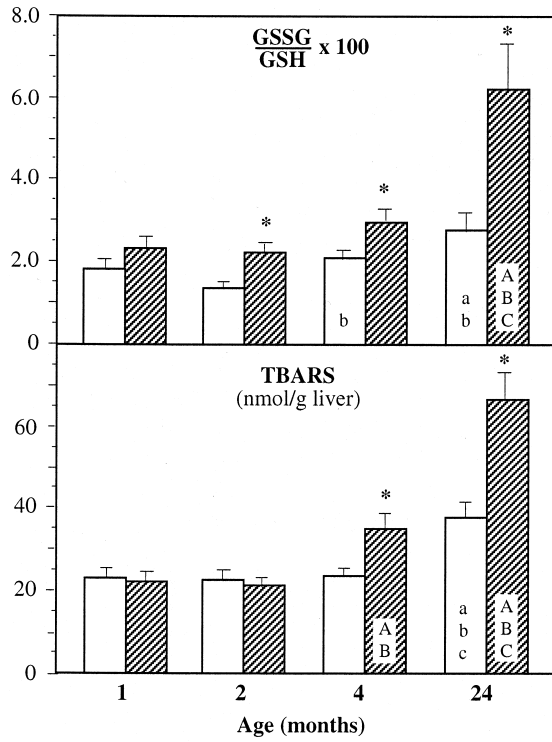 8.0
6.0
4.0
2.0
0
GSSG
GSH x 100
*
*
*
b
a
b
A
B
C
TBARS
(nmol/g liver)
60
40
20
0
*
*
A
B
a
b
c
A
B
C
1 2 4 24
Age (months)